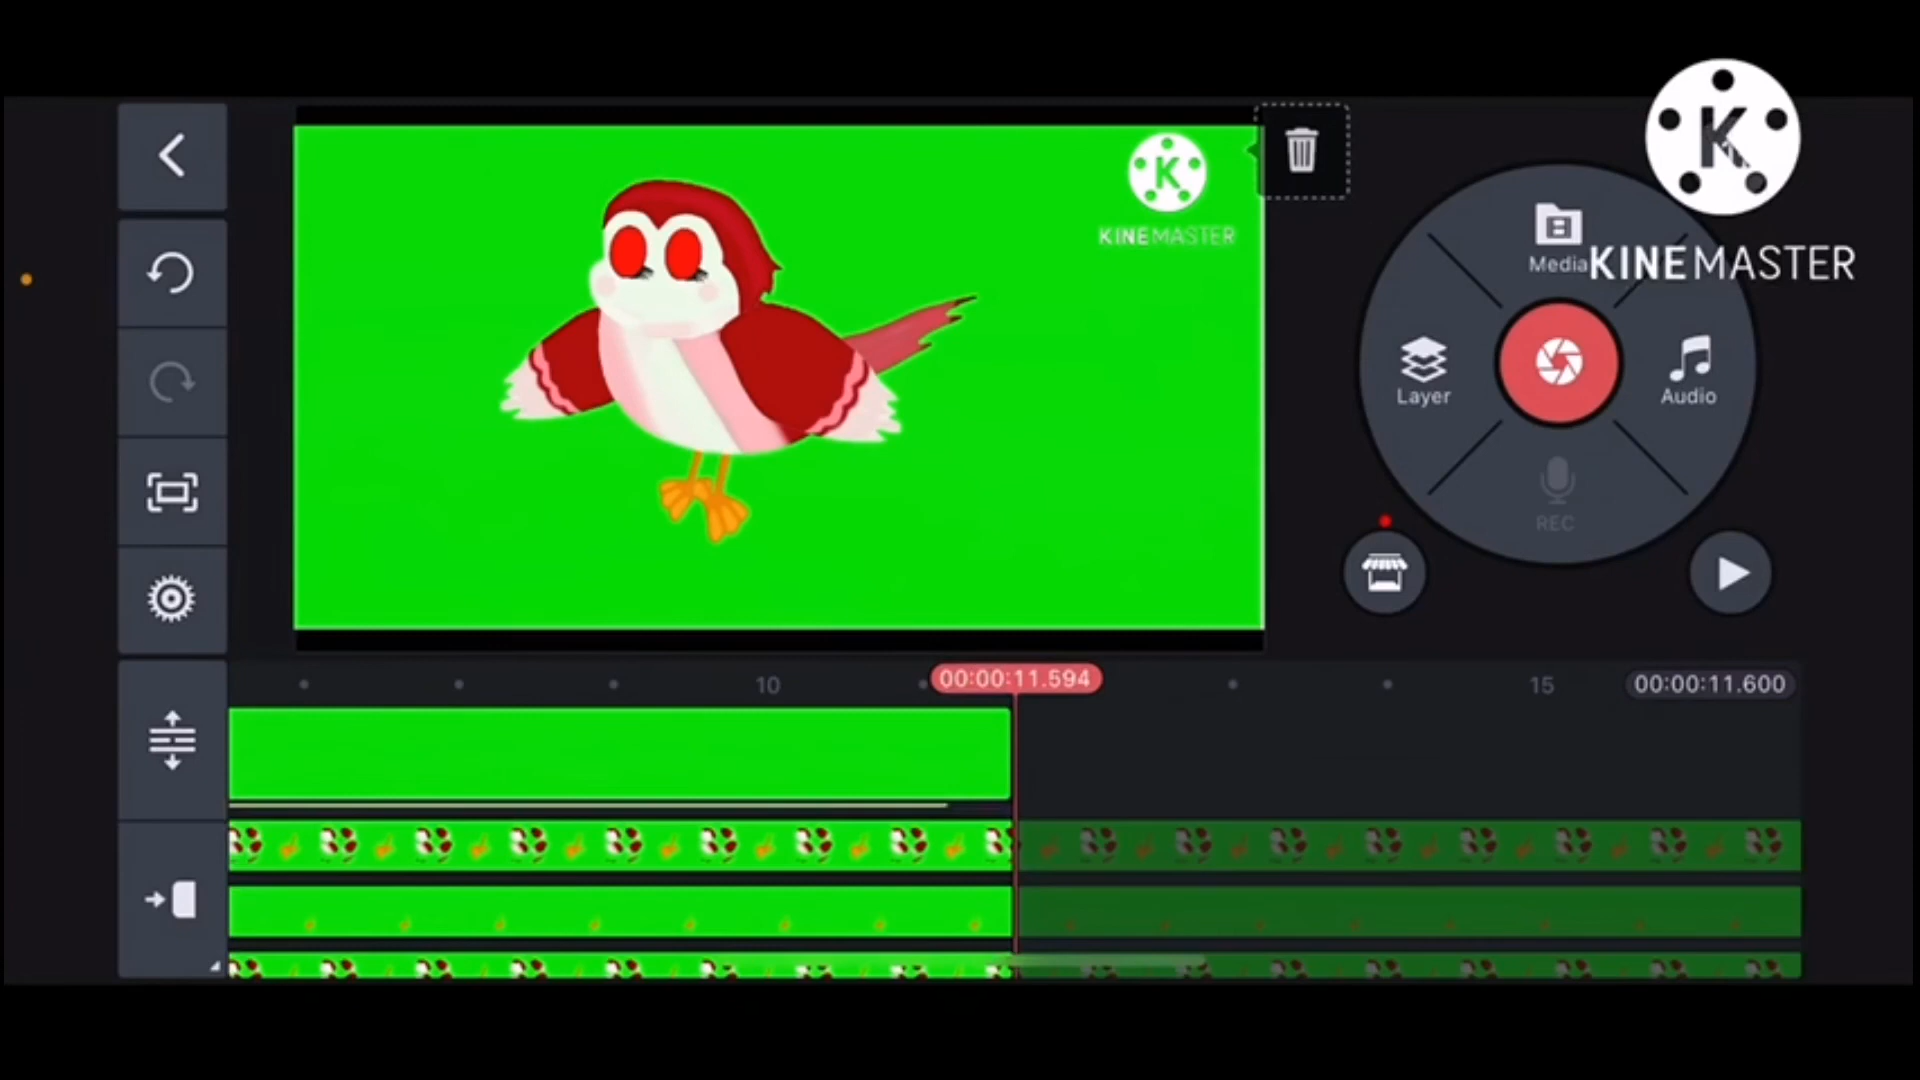 K
KINEMASTER
K
KINEMASTER
Media
Layer
Audio
REC
10
00:00:11.594
15
00:00:11.600